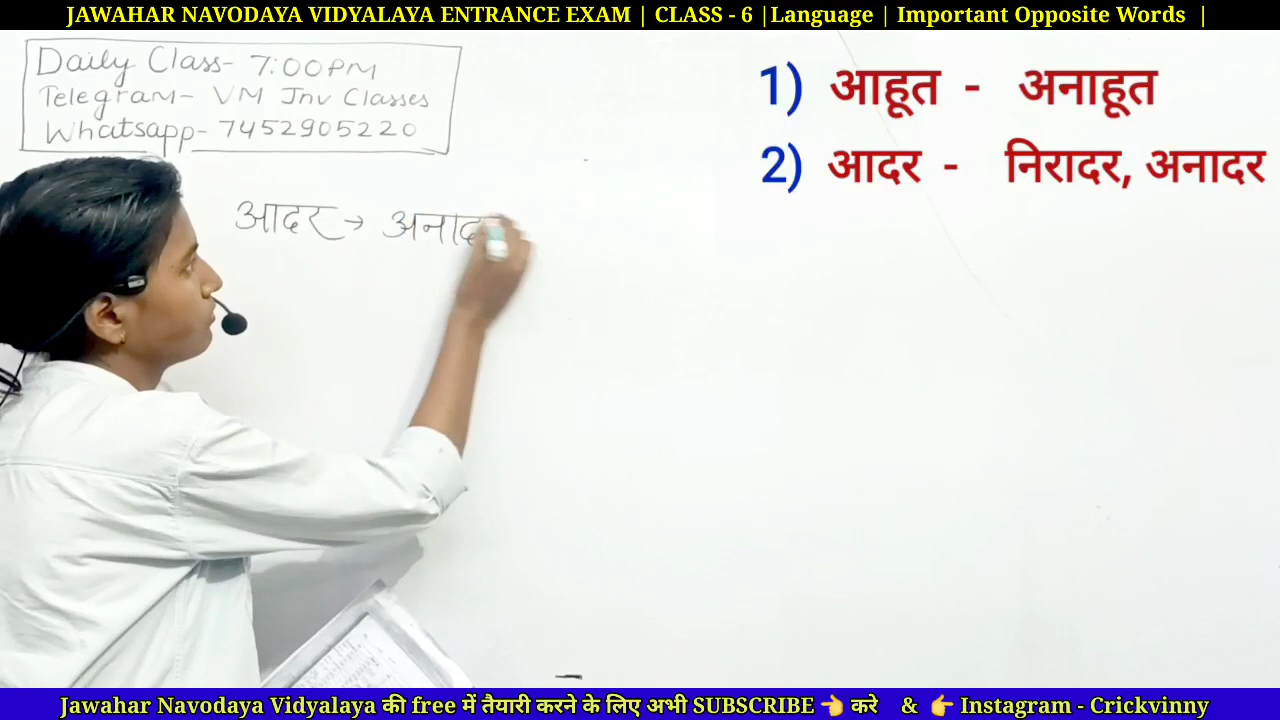 JAWAHAR NAVODAYA VIDYALAYA ENTRANCE EXAM | CLASS - 6 |Language | Important Opposite Words |
Daily Class- 7:00PM
Telegram- VM Jnv Classes
Whatsapp- 7452905220
1) आहूत - अनाहूत
2) आदर - निरादर, अनादर
आदर → अनाद
Jawahar Navodaya Vidyalaya की free में तैयारी करने के लिए अभी SUBSCRIBE 👈 करे & 👉 Instagram - Crickvinny